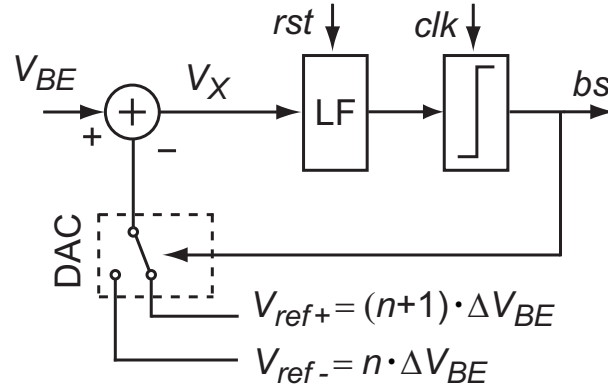 rst
clk
V_BE
V_X
bs
+
+
−
LF
DAC
V_ref+ = (n+1)·ΔV_BE
V_ref- = n·ΔV_BE